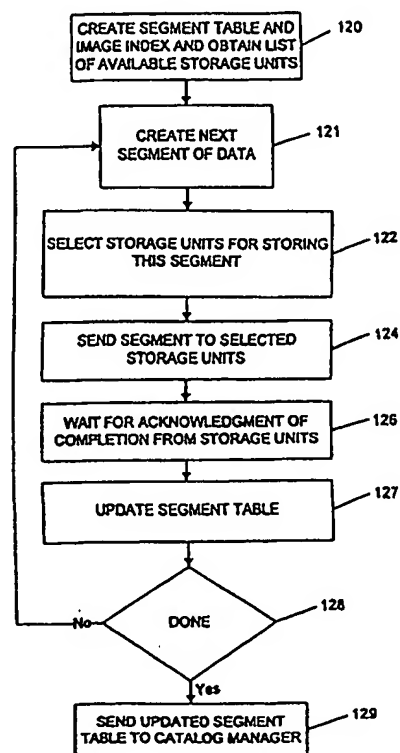 CREATE SEGMENT TABLE AND
IMAGE INDEX AND OBTAIN LIST
OF AVAILABLE STORAGE UNITS
120
CREATE NEXT
SEGMENT OF DATA
121
SELECT STORAGE UNITS FOR STORING
THIS SEGMENT
122
SEND SEGMENT TO SELECTED
STORAGE UNITS
124
WAIT FOR ACKNOWLEDGMENT OF
COMPLETION FROM STORAGE UNITS
126
UPDATE SEGMENT TABLE
127
DONE
128
No
Yes
SEND UPDATED SEGMENT
TABLE TO CATALOG MANAGER
129